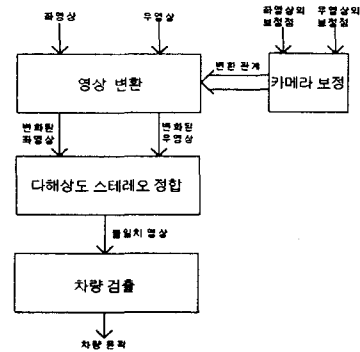 좌영상 우영상
좌영상의 우영상의
보정점 보정점
영상 변환
변환 관계
카메라 보정
변화된 변화된
좌영상 우영상
다해상도 스테레오 정합
불일치 영상
차량 검출
차량 윤곽